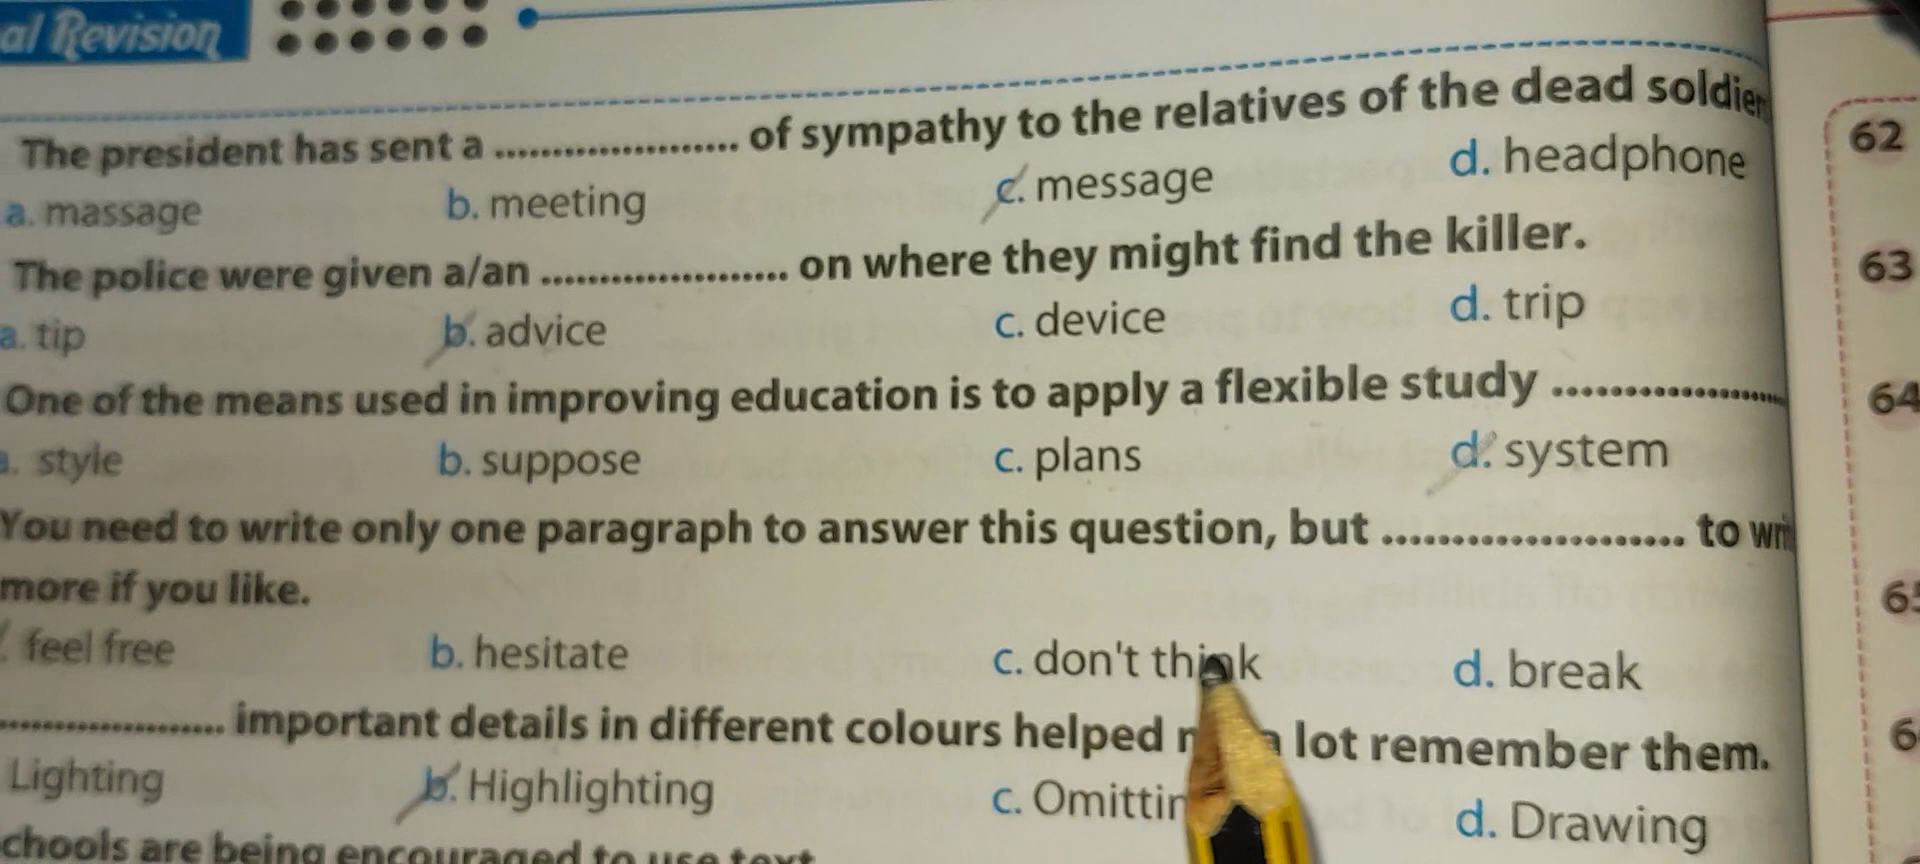 al Revision
The president has sent a .................... of sympathy to the relatives of the dead soldier
a. massage b. meeting c. message d. headphone
The police were given a/an .................... on where they might find the killer.
a. tip b. advice c. device d. trip
One of the means used in improving education is to apply a flexible study ....................
a. style b. suppose c. plans d. system
You need to write only one paragraph to answer this question, but .................... to wri
more if you like.
feel free b. hesitate c. don't think d. break
.................... important details in different colours helped lot remember them.
Lighting b. Highlighting c. Omittin d. Drawing
chools are being encouraged to use text
62
63
64
6
6